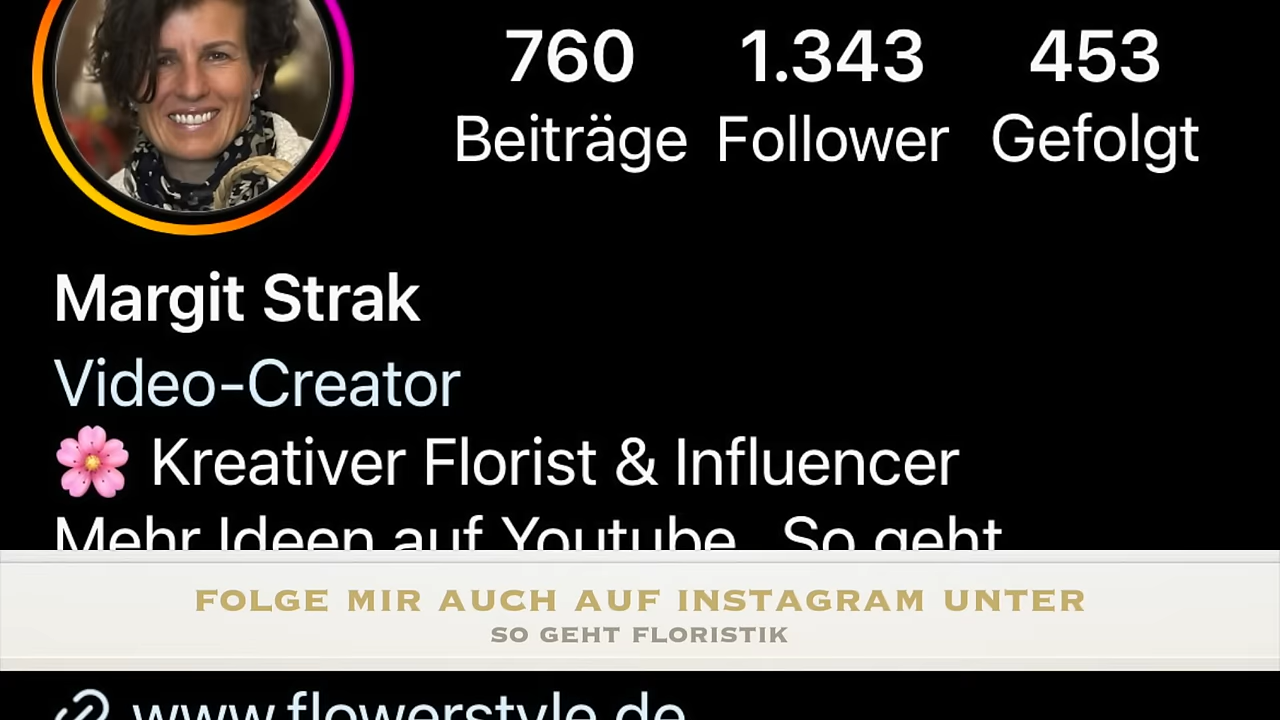 760 1.343 453
Beiträge Follower Gefolgt
Margit Strak
Video-Creator
Kreativer Florist & Influencer
Mehr Ideen auf Youtube So geht
FOLGE MIR AUCH AUF INSTAGRAM UNTER
SO GEHT FLORISTIK
www.flowerstyle.de